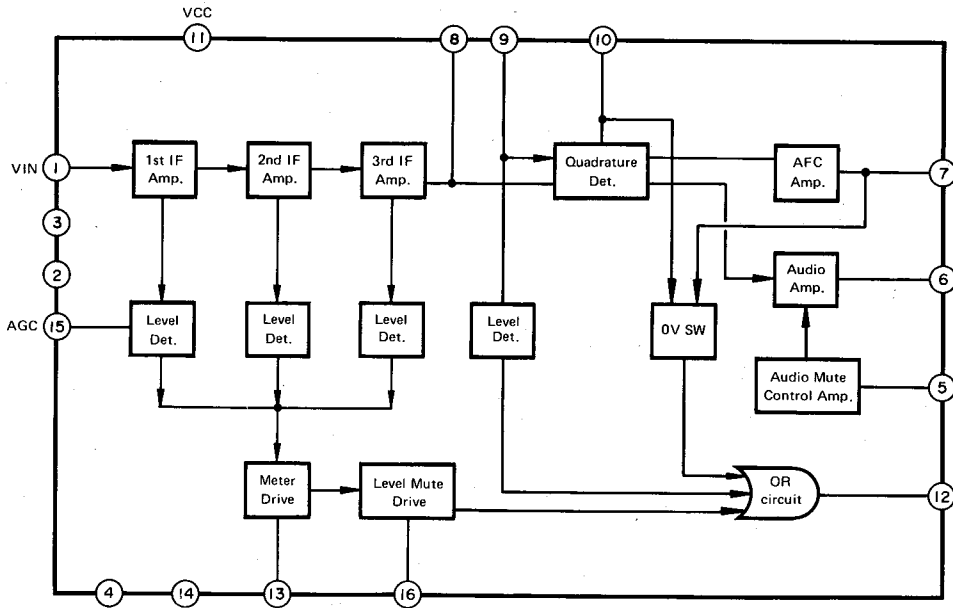 VCC
11
8
9
10
VIN
1
1st IF
Amp.
2nd IF
Amp.
3rd IF
Amp.
Quadrature
Det.
AFC
Amp.
7
3
2
Audio
Amp.
6
AGC
15
Level
Det.
Level
Det.
Level
Det.
Level
Det.
0V SW
Audio Mute
Control Amp.
5
Meter
Drive
Level Mute
Drive
OR
circuit
12
4
14
13
16